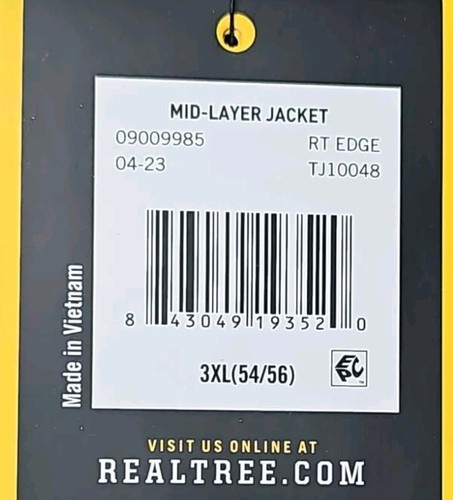 MID-LAYER JACKET
09009985 RT EDGE
04-23 TJ10048
8 43049 19352 0
3XL(54/56)
EPC
Made in Vietnam
VISIT US ONLINE AT
REALTREE.COM